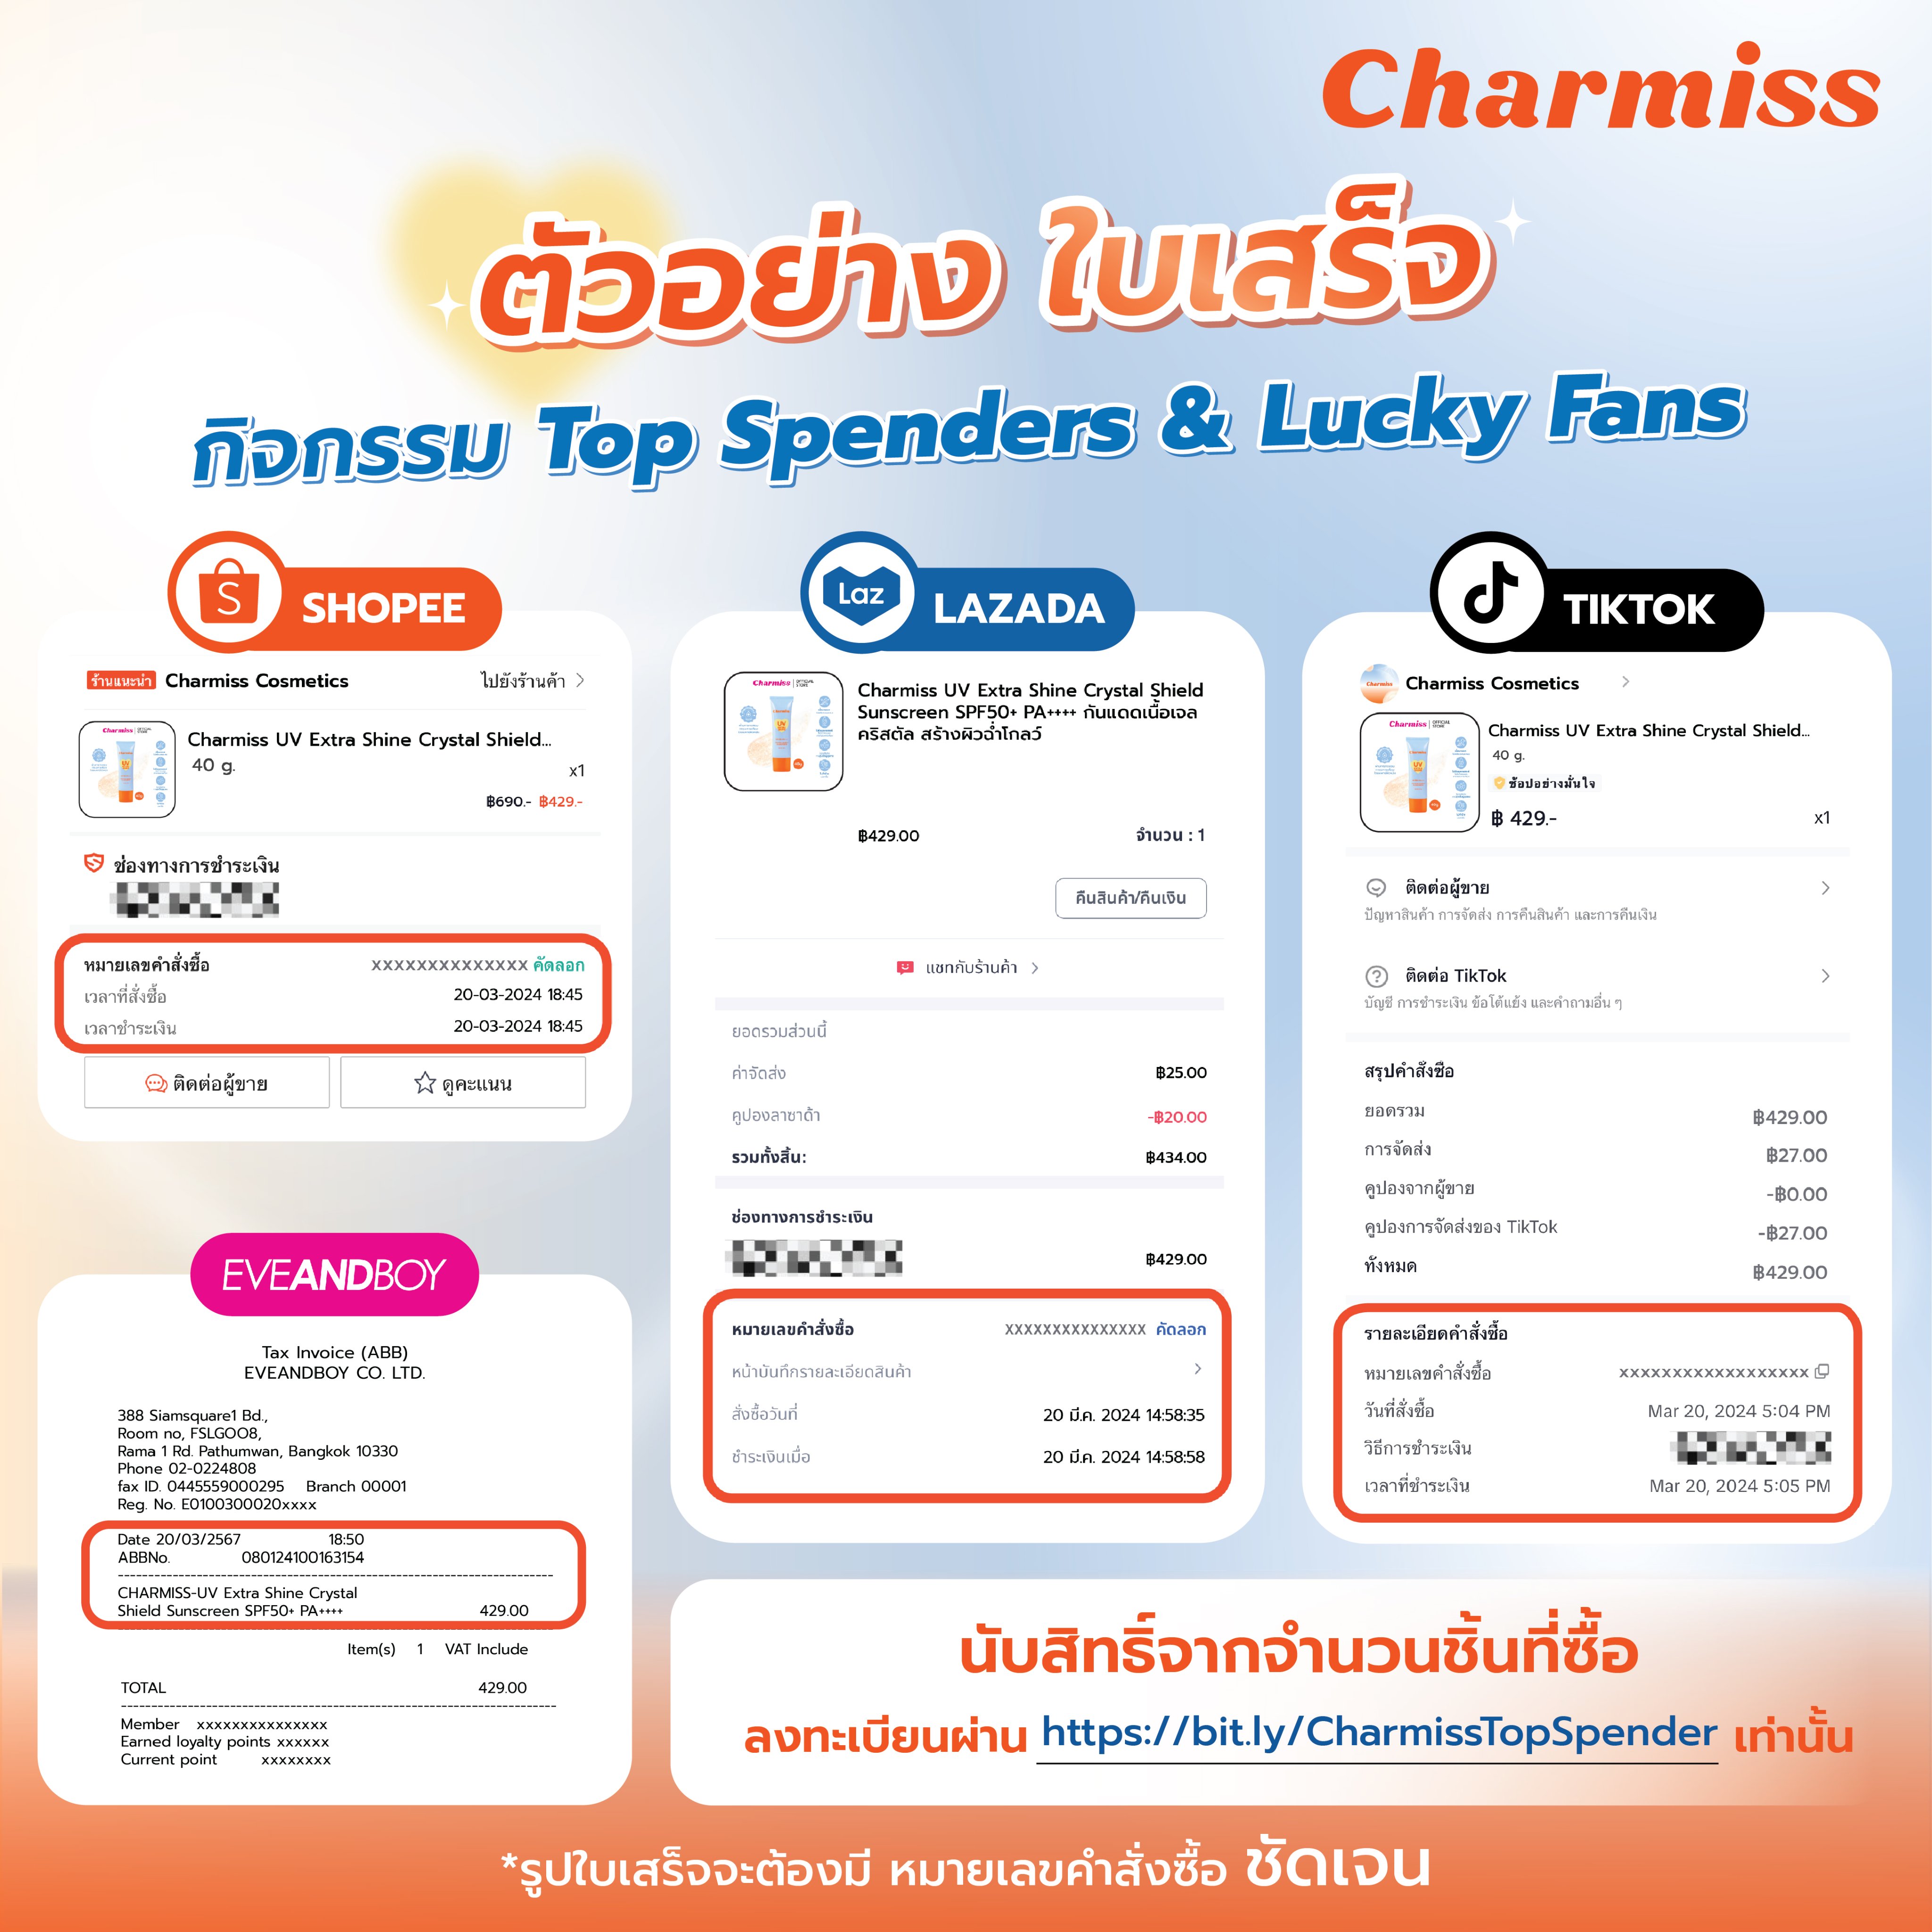 Charmiss
ตัวอย่าง ใบเสร็จ
กิจกรรม Top Spenders & Lucky Fans
S SHOPEE
ร้านแนะนำ Charmiss Cosmetics ไปยังร้านค้า >
Charmiss UV Extra Shine Crystal Shield...
40 g.
x1
฿690.- ฿429.-
ช่องทางการชำระเงิน
หมายเลขคำสั่งซื้อ XXXXXXXXXXXXXX คัดลอก
เวลาที่สั่งซื้อ 20-03-2024 18:45
เวลาชำระเงิน 20-03-2024 18:45
ติดต่อผู้ขาย ดูคะแนน
EVEANDBOY
Tax Invoice (ABB)
EVEANDBOY CO. LTD.
388 Siamsquare1 Bd.,
Room no, FSLGOO8,
Rama 1 Rd. Pathumwan, Bangkok 10330
Phone 02-0224808
fax ID. 0445559000295 Branch 00001
Reg. No. E0100300020xxxx
Date 20/03/2567 18:50
ABBNo. 080124100163154
CHARMISS-UV Extra Shine Crystal
Shield Sunscreen SPF50+ PA++++ 429.00
Item(s) 1 VAT Include
TOTAL 429.00
Member xxxxxxxxxxxxxxx
Earned loyalty points xxxxxx
Current point xxxxxxxx
Laz LAZADA
Charmiss OFFICIAL STORE
Charmiss UV Extra Shine Crystal Shield
Sunscreen SPF50+ PA++++ กันแดดเนื้อเจล
คริสตัล สร้างผิวฉ่ำโกลว์
฿429.00 จำนวน : 1
คืนสินค้า/คืนเงิน
แชทกับร้านค้า >
ยอดรวมส่วนนี้
ค่าจัดส่ง ฿25.00
คูปองลาซาด้า -฿20.00
รวมทั้งสิ้น: ฿434.00
ช่องทางการชำระเงิน
฿429.00
หมายเลขคำสั่งซื้อ XXXXXXXXXXXXXXX คัดลอก
หน้าบันทึกรายละเอียดสินค้า >
สั่งซื้อวันที่ 20 มี.ค. 2024 14:58:35
ชำระเงินเมื่อ 20 มี.ค. 2024 14:58:58
TIKTOK
Charmiss Cosmetics >
Charmiss OFFICIAL STORE
Charmiss UV Extra Shine Crystal Shield...
40 g.
ช้อปอย่างมั่นใจ
฿ 429.- x1
ติดต่อผู้ขาย >
ปัญหาสินค้า การจัดส่ง การคืนสินค้า และการคืนเงิน
ติดต่อ TikTok >
บัญชี การชำระเงิน ข้อโต้แย้ง และคำถามอื่น ๆ
สรุปคำสั่งซือ
ยอดรวม ฿429.00
การจัดส่ง ฿27.00
คูปองจากผู้ขาย -฿0.00
คูปองการจัดส่งของ TikTok -฿27.00
ทั้งหมด ฿429.00
รายละเอียดคำสั่งซื้อ
หมายเลขคำสั่งซื้อ xxxxxxxxxxxxxxxxxx
วันที่สั่งซื้อ Mar 20, 2024 5:04 PM
วิธีการชำระเงิน
เวลาที่ชำระเงิน Mar 20, 2024 5:05 PM
นับสิทธิ์จากจำนวนชิ้นที่ซื้อ
ลงทะเบียนผ่าน https://bit.ly/CharmissTopSpender เท่านั้น
*รูปใบเสร็จจะต้องมี หมายเลขคำสั่งซื้อ ชัดเจน